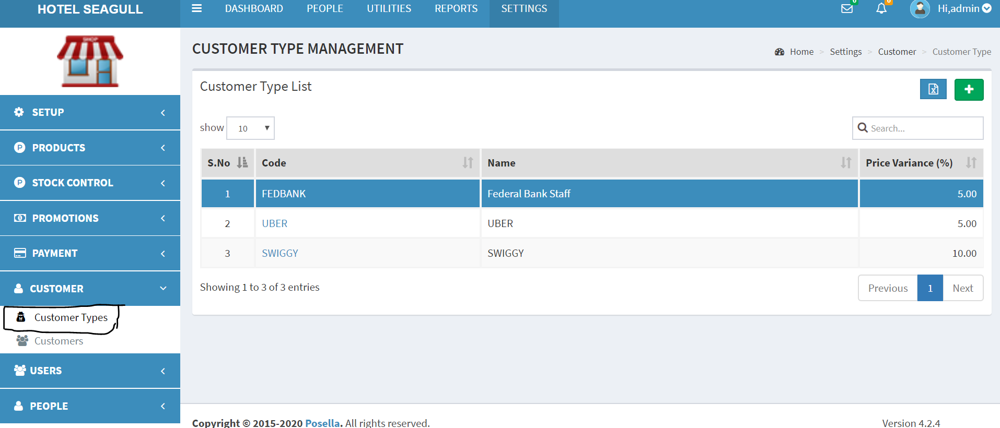 HOTEL SEAGULL
DASHBOARD PEOPLE UTILITIES REPORTS SETTINGS
0 0 Hi,admin
SHOP
CUSTOMER TYPE MANAGEMENT
Home > Settings > Customer > Customer Type
Customer Type List
show 10
Search...
S.No Code Name Price Variance (%)
1 FEDBANK Federal Bank Staff 5.00
2 UBER UBER 5.00
3 SWIGGY SWIGGY 10.00
Showing 1 to 3 of 3 entries
Previous 1 Next
SETUP
PRODUCTS
STOCK CONTROL
PROMOTIONS
PAYMENT
CUSTOMER
Customer Types
Customers
USERS
PEOPLE
Copyright © 2015-2020 Posella. All rights reserved.
Version 4.2.4